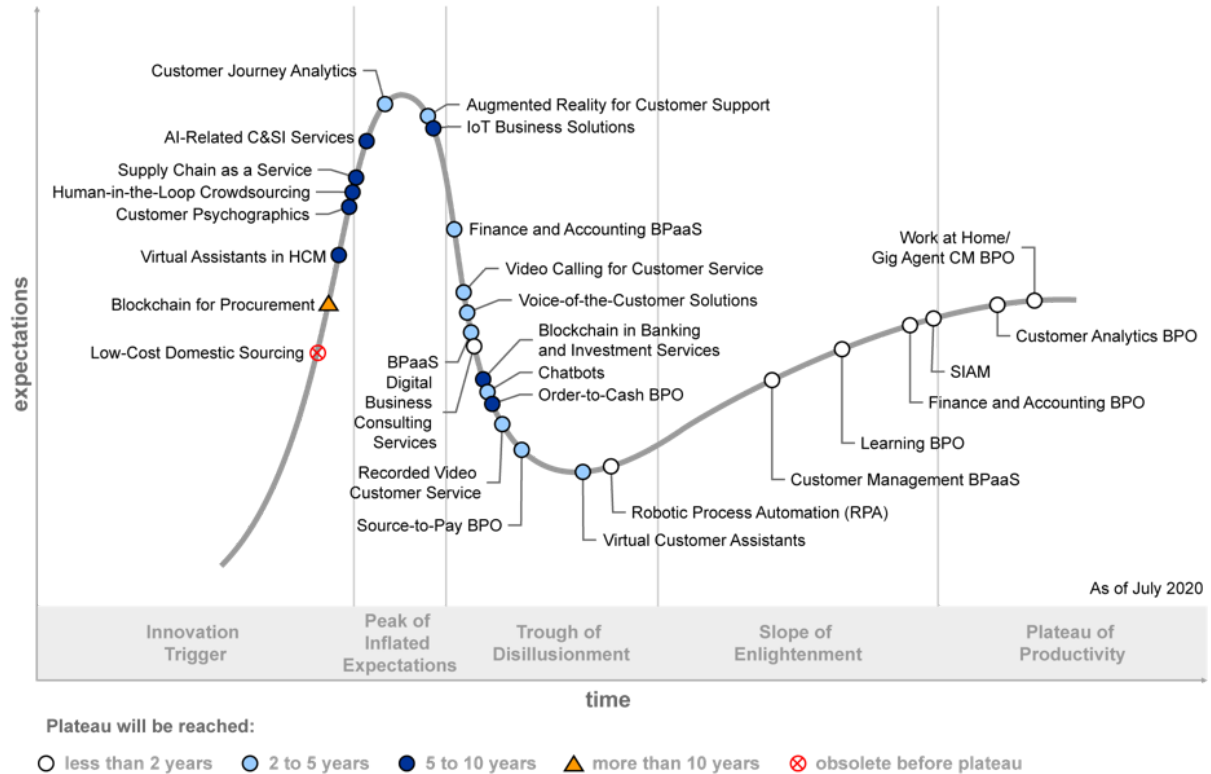 Customer Journey Analytics
Augmented Reality for Customer Support
IoT Business Solutions
AI-Related C&SI Services
Supply Chain as a Service
Human-in-the-Loop Crowdsourcing
Customer Psychographics
Virtual Assistants in HCM
Blockchain for Procurement
Low-Cost Domestic Sourcing
Finance and Accounting BPaaS
Video Calling for Customer Service
Voice-of-the-Customer Solutions
Blockchain in Banking
and Investment Services
BPaaS
Digital
Business
Consulting
Services
Chatbots
Order-to-Cash BPO
Recorded Video
Customer Service
Source-to-Pay BPO
Robotic Process Automation (RPA)
Virtual Customer Assistants
Work at Home/
Gig Agent CM BPO
Customer Analytics BPO
SIAM
Finance and Accounting BPO
Learning BPO
Customer Management BPaaS
expectations
As of July 2020
Innovation
Trigger
Peak of
Inflated
Expectations
Trough of
Disillusionment
Slope of
Enlightenment
Plateau of
Productivity
time
Plateau will be reached:
less than 2 years
2 to 5 years
5 to 10 years
more than 10 years
obsolete before plateau